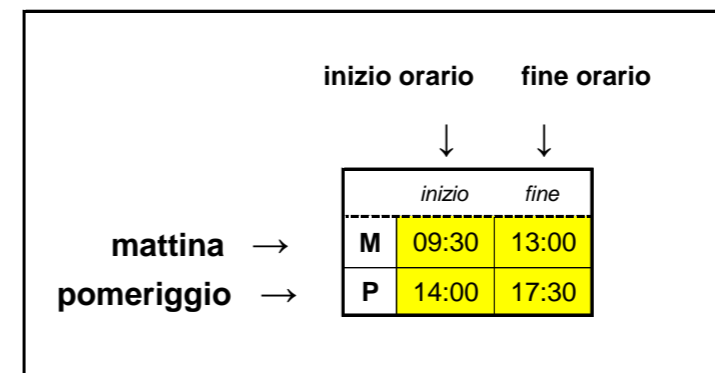 inizio orario fine orario
↓ ↓
inizio fine
mattina → M 09:30 13:00
pomeriggio → P 14:00 17:30